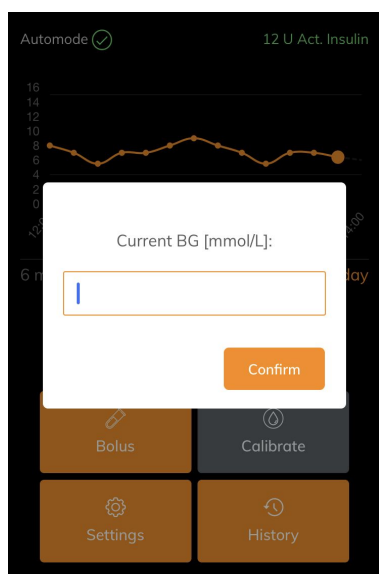 Automode
12 U Act. Insulin
16
14
12
10
8
6
4
2
0
Current BG [mmol/L]:
Confirm
Bolus
Calibrate
Settings
History